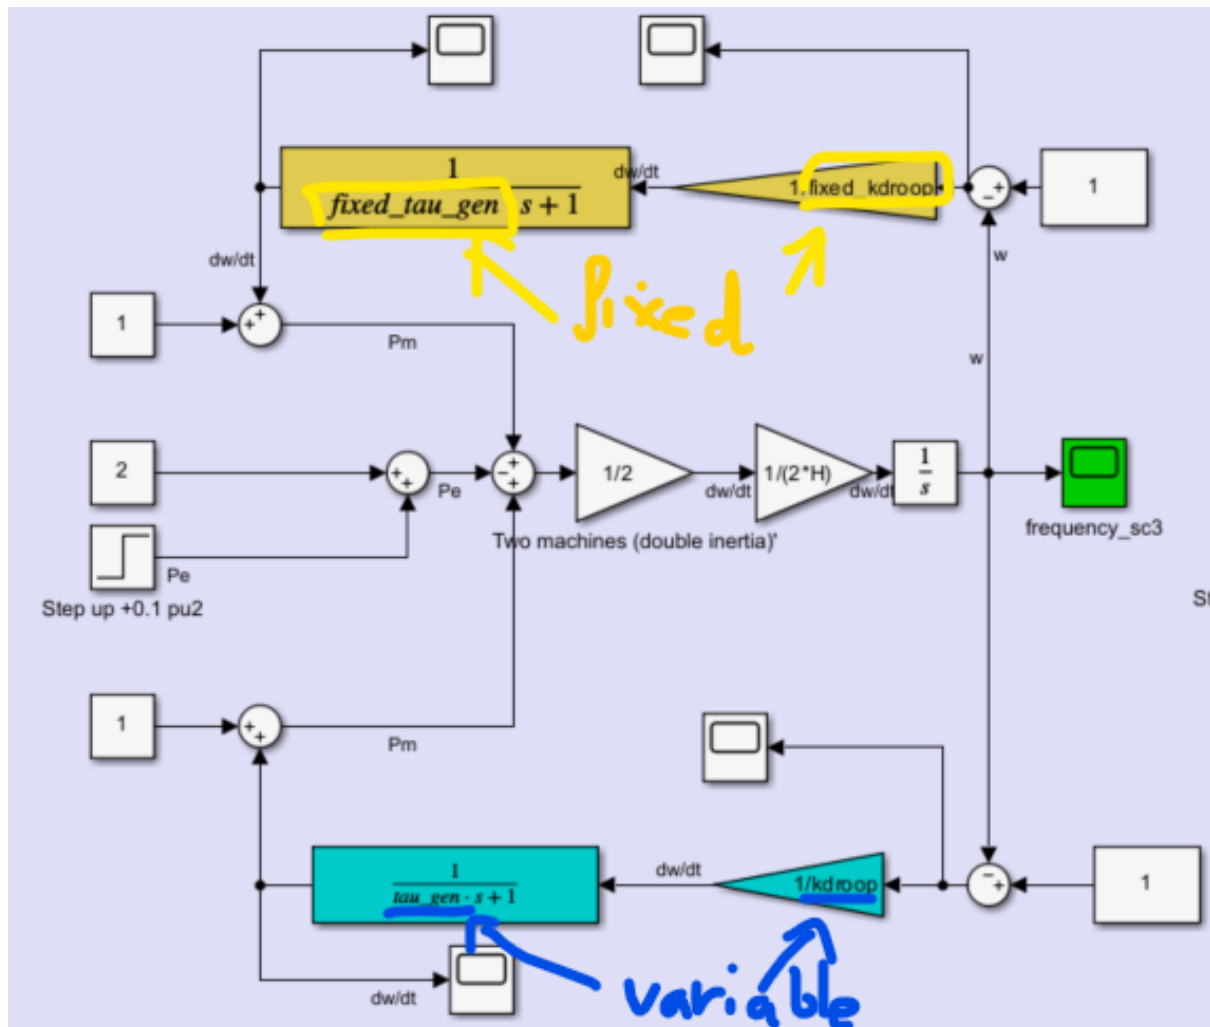 1
fixed_tau_gen s + 1
dw/dt
1/fixed_kdroop
-+
-
1
dw/dt
w
fixed
1
++
Pm
w
2
++
Pe
-++
1/2
dw/dt
1/(2*H)
dw/dt
1
s
frequency_sc3
Two machines (double inertia)'
Pe
Step up +0.1 pu2
St
1
++
Pm
dw/dt
1
tau_gen · s + 1
1/kdroop
-+
1
dw/dt
variable